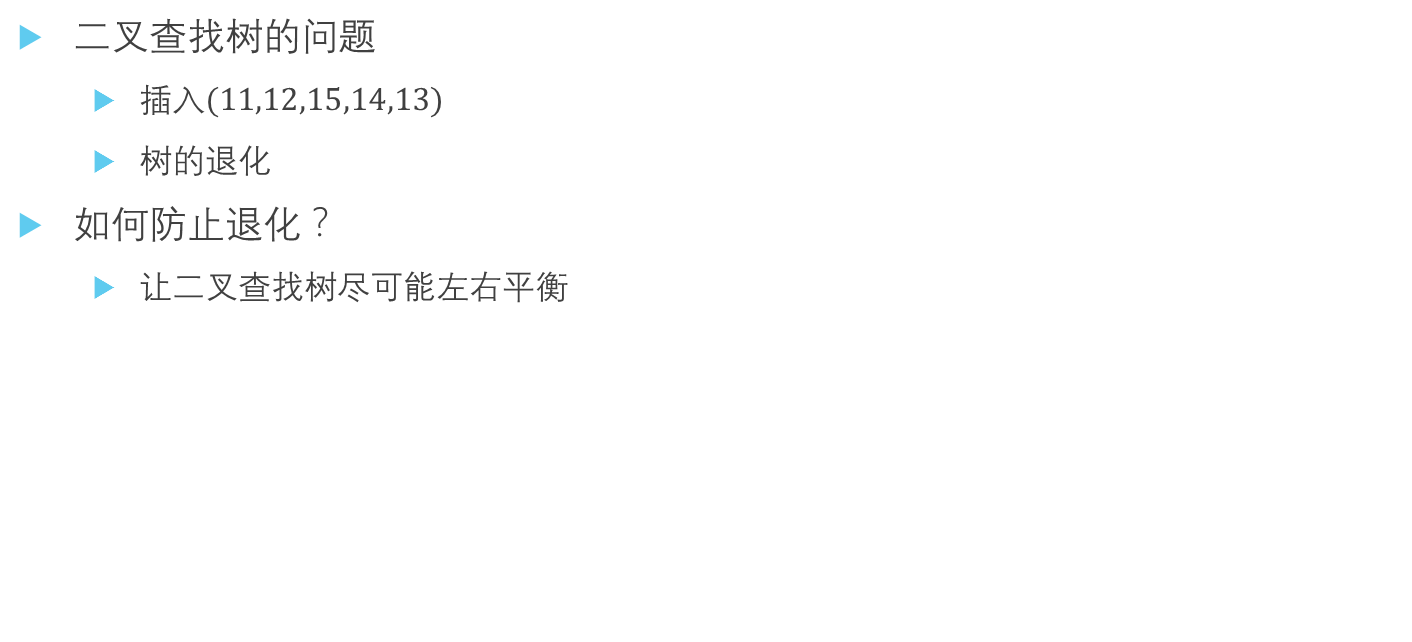 二叉查找树的问题
插入(11,12,15,14,13)
树的退化
如何防止退化？
让二叉查找树尽可能左右平衡